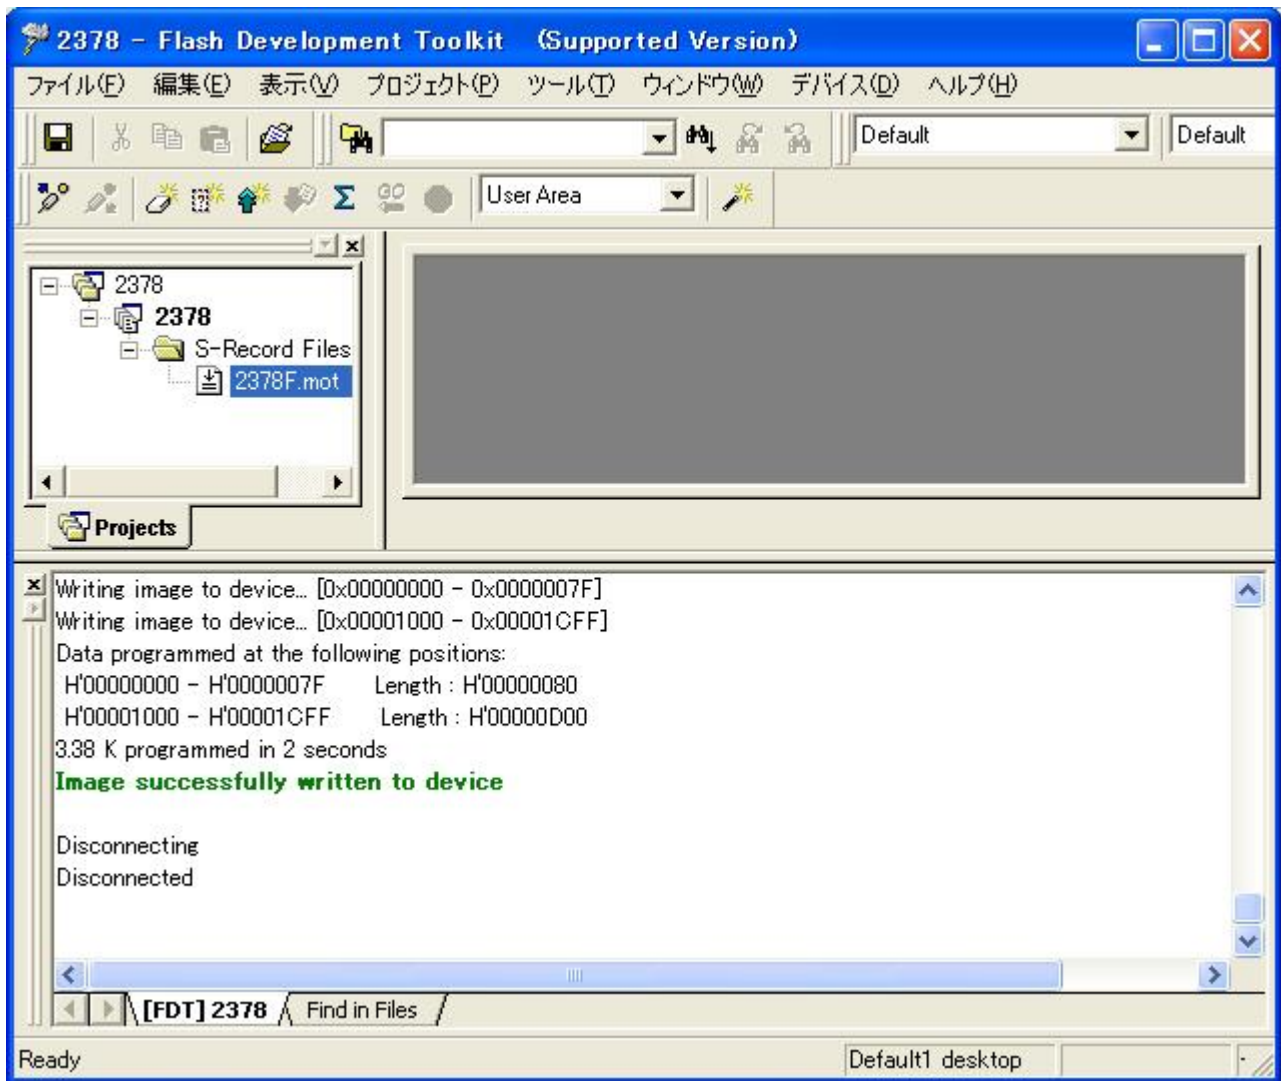 2378 - Flash Development Toolkit (Supported Version)
ファイル(F) 編集(E) 表示(V) プロジェクト(P) ツール(T) ウィンドウ(W) デバイス(D) ヘルプ(H)
Default Default
GO User Area
2378
2378
S-Record Files
2378F.mot
Projects
Writing image to device... [0x00000000 - 0x0000007F]
Writing image to device... [0x00001000 - 0x00001CFF]
Data programmed at the following positions:
H'00000000 - H'0000007F Length : H'00000080
H'00001000 - H'00001CFF Length : H'00000D00
3.38 K programmed in 2 seconds
Image successfully written to device
Disconnecting
Disconnected
[FDT] 2378 Find in Files
Ready Default1 desktop